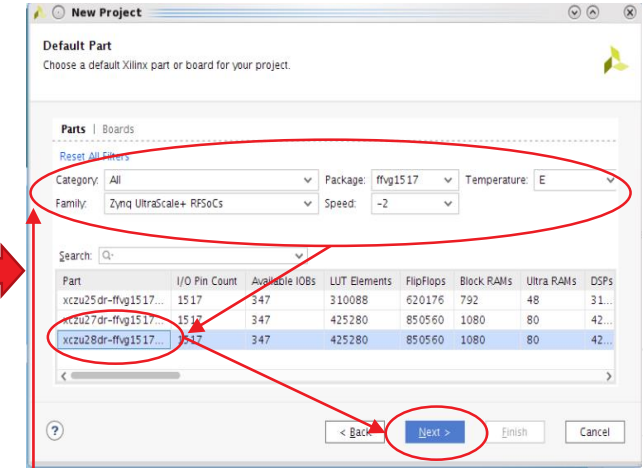 New Project
Default Part
Choose a default Xilinx part or board for your project.
Parts | Boards
Reset All Filters
Category: All Package: ffvg1517 Temperature: E
Family: Zynq UltraScale+ RFSoCs Speed: -2
Search: Q-
Part I/O Pin Count Available IOBs LUT Elements FlipFlops Block RAMs Ultra RAMs DSPs
xczu25dr-ffvg1517... 1517 347 310088 620176 792 48 31...
xczu27dr-ffvg1517... 1517 347 425280 850560 1080 80 42...
xczu28dr-ffvg1517... 1517 347 425280 850560 1080 80 42...
? < Back Next > Finish Cancel